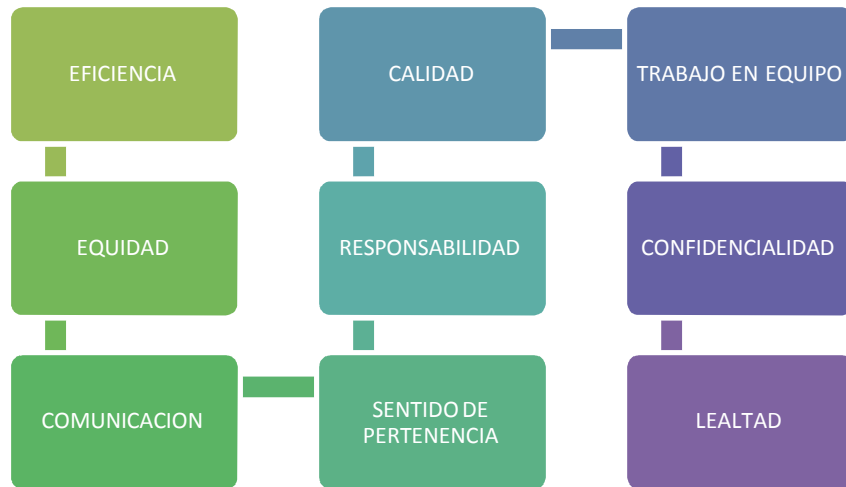 EFICIENCIA
EQUIDAD
COMUNICACION
SENTIDO DE
PERTENENCIA
RESPONSABILIDAD
CALIDAD
TRABAJO EN EQUIPO
CONFIDENCIALIDAD
LEALTAD